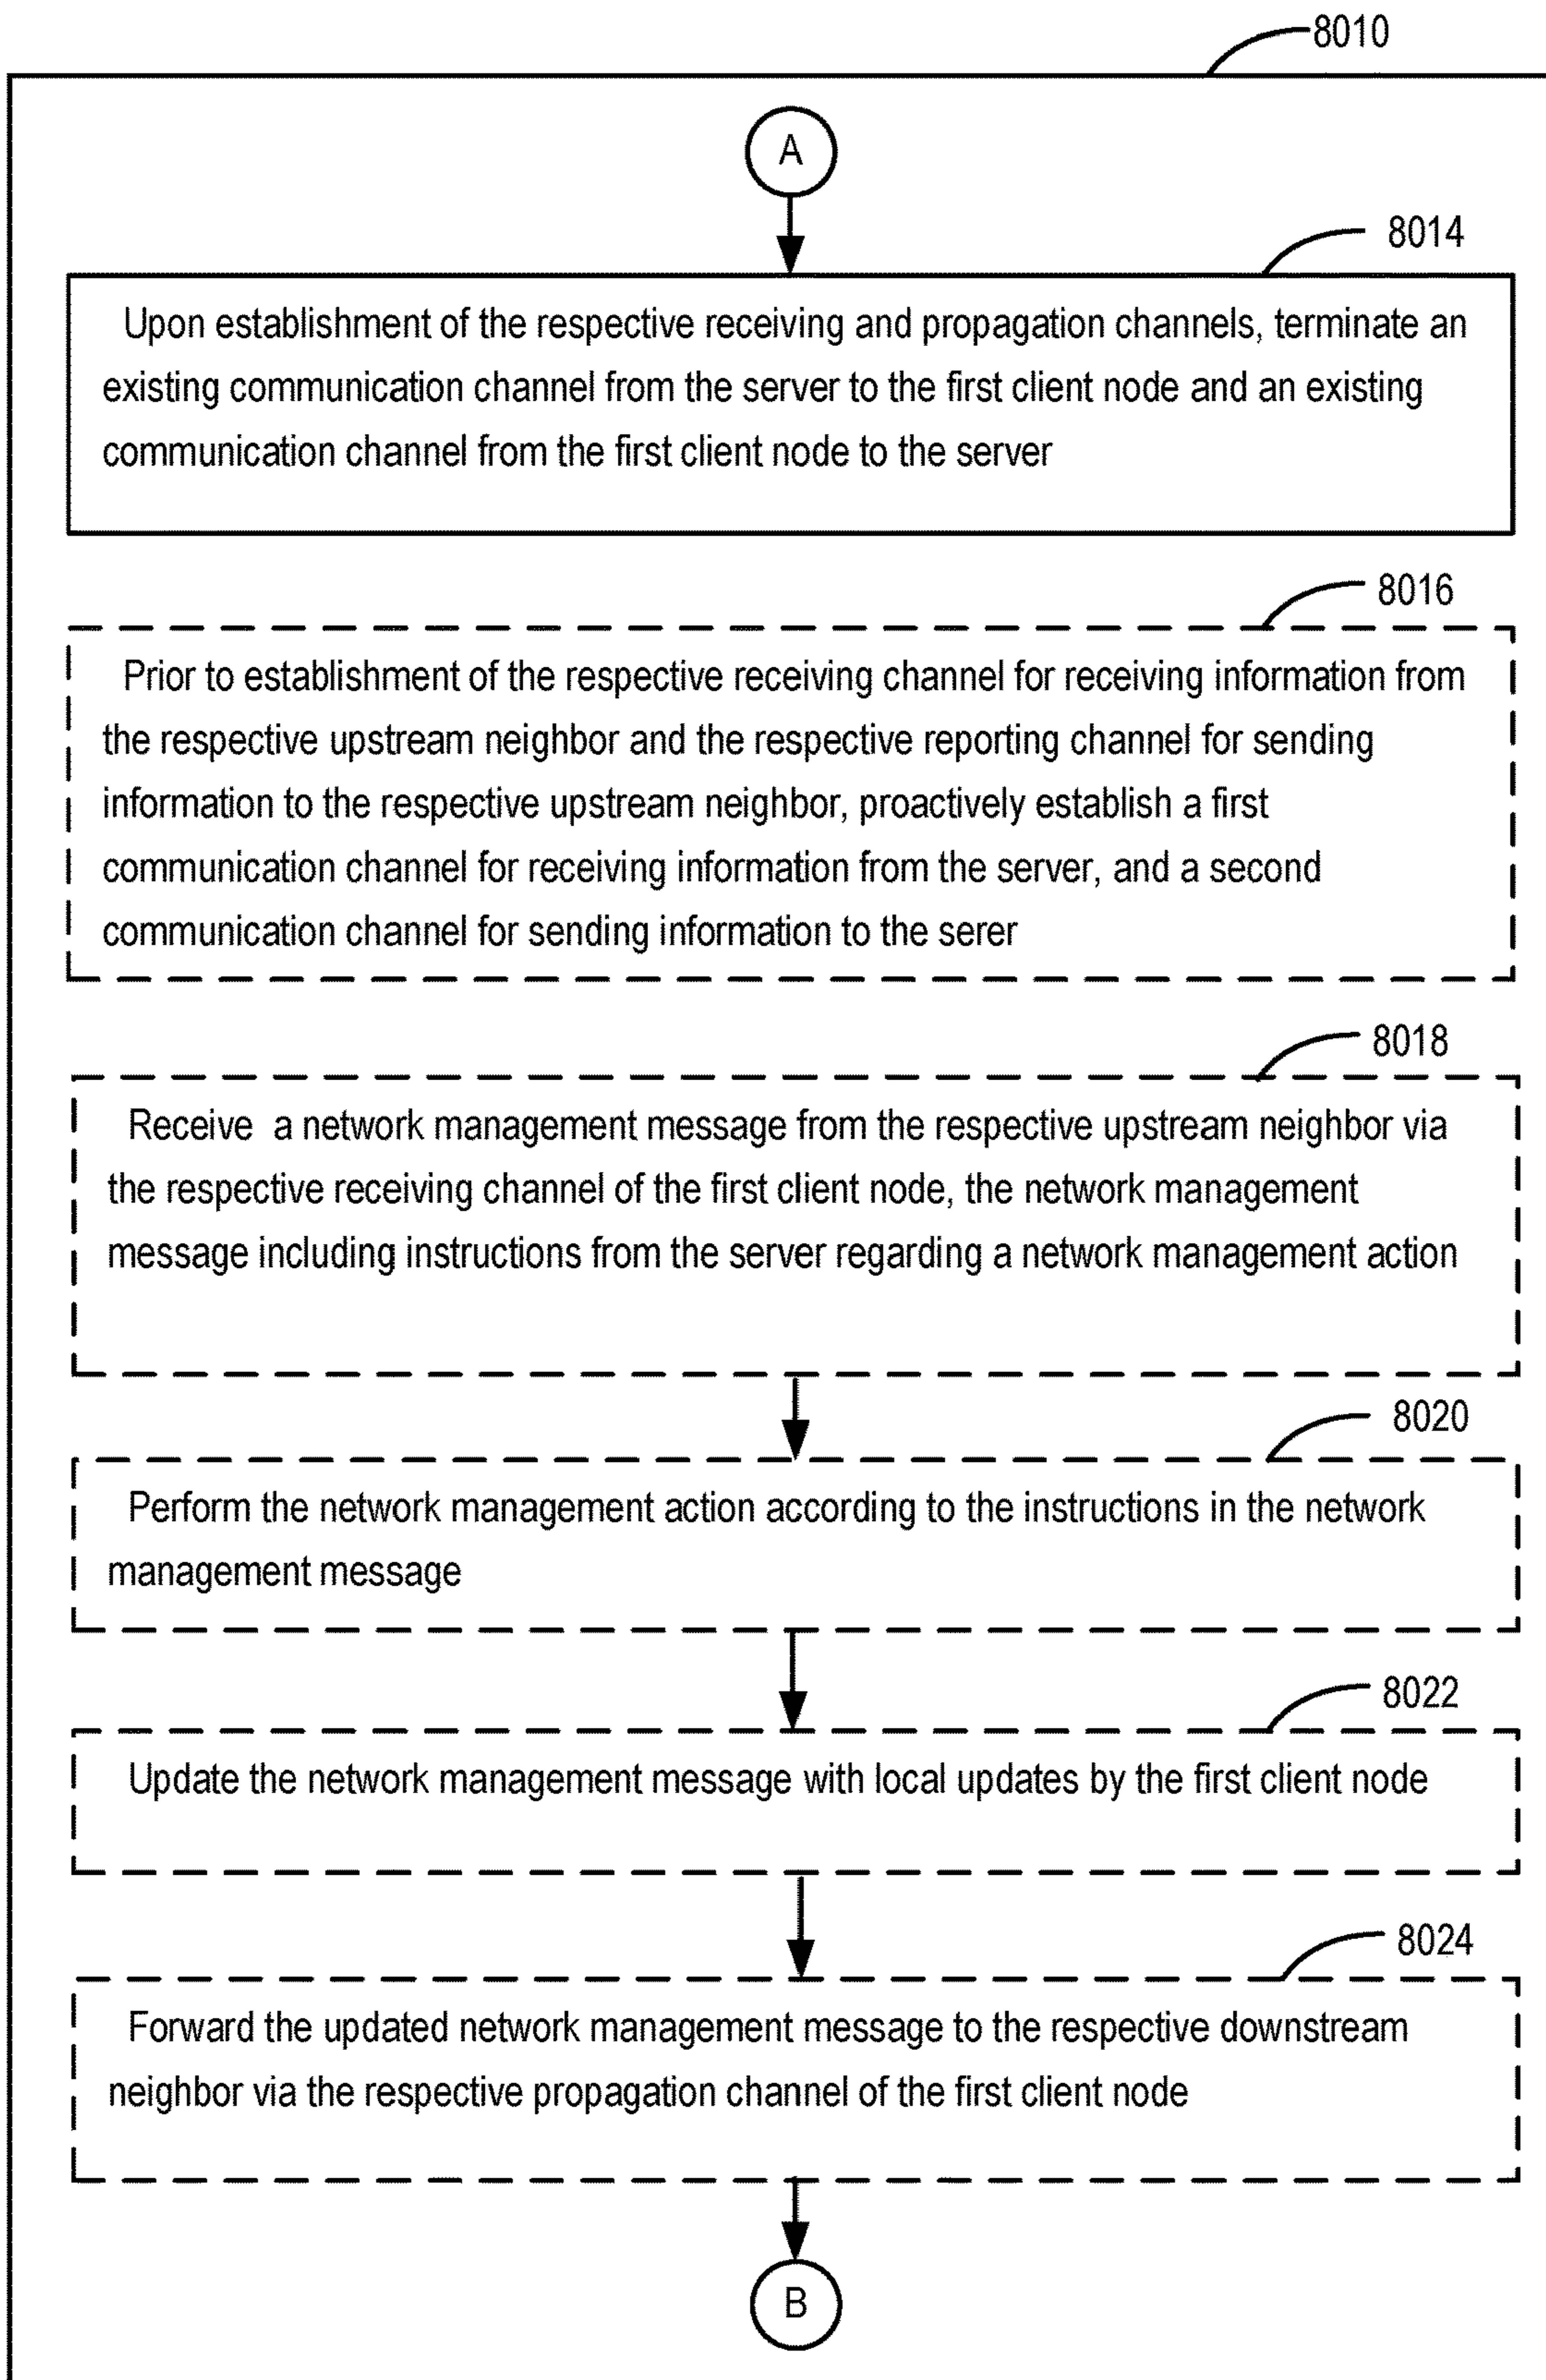 8010
A
8014
Upon establishment of the respective receiving and propagation channels, terminate an
existing communication channel from the server to the first client node and an existing
communication channel from the first client node to the server
8016
Prior to establishment of the respective receiving channel for receiving information from
the respective upstream neighbor and the respective reporting channel for sending
information to the respective upstream neighbor, proactively establish a first
communication channel for receiving information from the server, and a second
communication channel for sending information to the serer
8018
Receive a network management message from the respective upstream neighbor via
the respective receiving channel of the first client node, the network management
message including instructions from the server regarding a network management action
8020
Perform the network management action according to the instructions in the network
management message
8022
Update the network management message with local updates by the first client node
8024
Forward the updated network management message to the respective downstream
neighbor via the respective propagation channel of the first client node
B